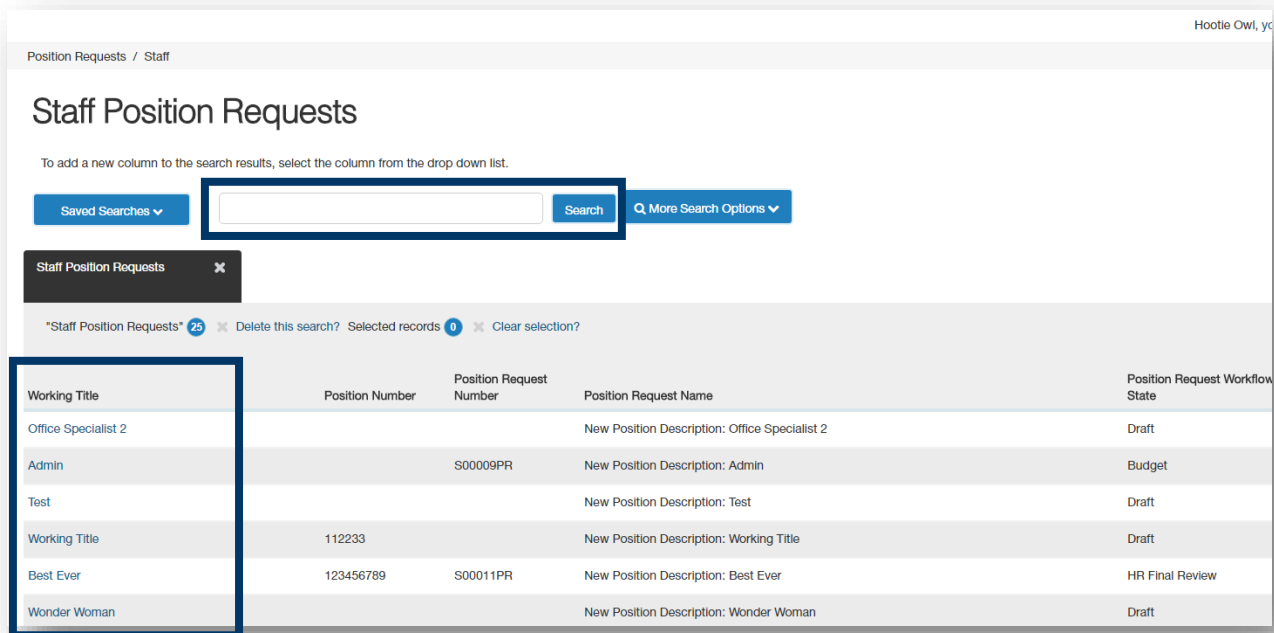 Hootie Owl, yo
Position Requests / Staff
Staff Position Requests
To add a new column to the search results, select the column from the drop down list.
Saved Searches Search More Search Options
Staff Position Requests
"Staff Position Requests" 25 Delete this search? Selected records 0 Clear selection?
Working Title Position Number Position Request Number Position Request Name Position Request Workflow State
Office Specialist 2 New Position Description: Office Specialist 2 Draft
Admin S00009PR New Position Description: Admin Budget
Test New Position Description: Test Draft
Working Title 112233 New Position Description: Working Title Draft
Best Ever 123456789 S00011PR New Position Description: Best Ever HR Final Review
Wonder Woman New Position Description: Wonder Woman Draft